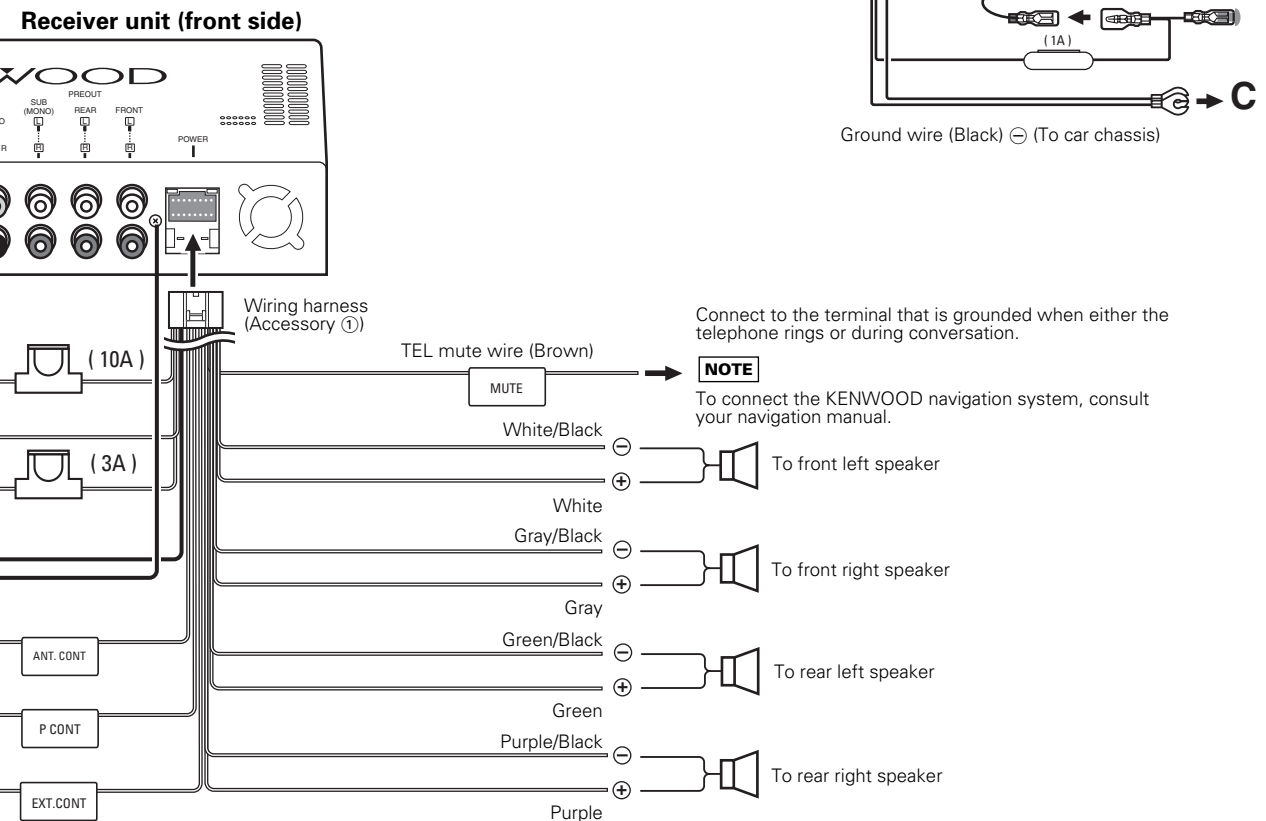 Receiver unit (front side)
WOOD
SUB
(MONO)
PREOUT
REAR
FRONT
O
R
L
L
L
R
R
R
POWER
( 1A )
C
Ground wire (Black) ⊖ (To car chassis)
Wiring harness
(Accessory ①)
( 10A )
( 3A )
TEL mute wire (Brown)
MUTE
Connect to the terminal that is grounded when either the
telephone rings or during conversation.
NOTE
To connect the KENWOOD navigation system, consult
your navigation manual.
White/Black
⊖
⊕
White
To front left speaker
Gray/Black
⊖
⊕
Gray
To front right speaker
ANT. CONT
Green/Black
⊖
⊕
Green
To rear left speaker
P CONT
Purple/Black
⊖
⊕
Purple
To rear right speaker
EXT.CONT